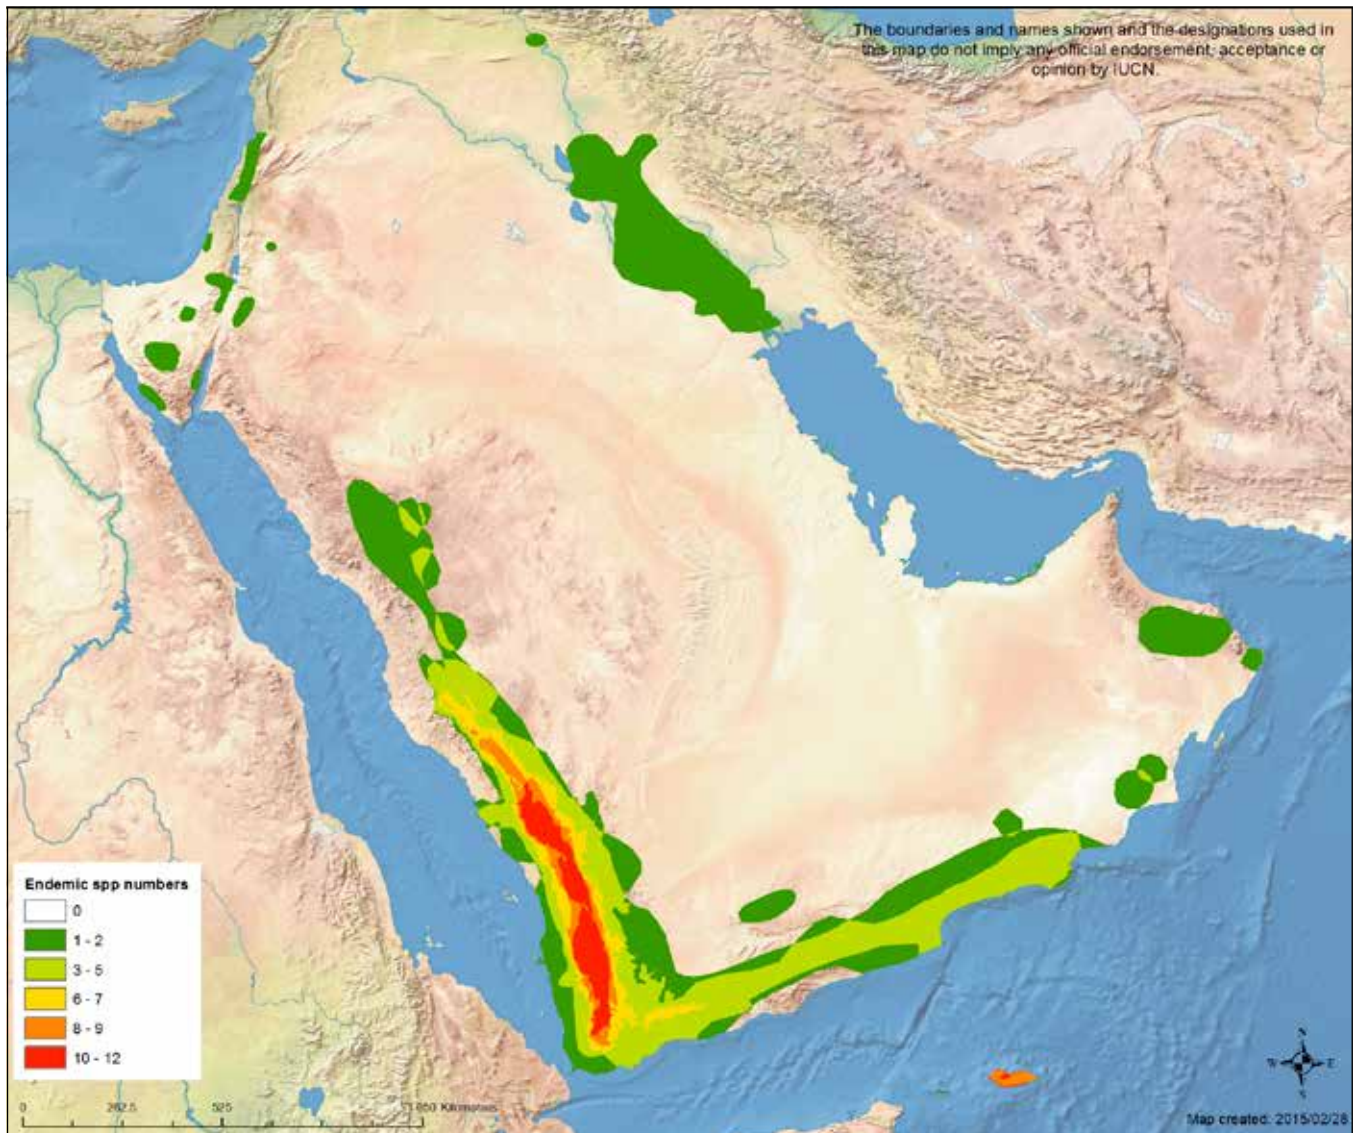 The boundaries and names shown and the designations used in
this map do not imply any official endorsement, acceptance or
opinion by IUCN.
Endemic spp numbers
0
1 - 2
3 - 5
6 - 7
8 - 9
10 - 12
0 262.5 525 1 050 Kilometres
N
W E
S
Map created: 2015/02/28